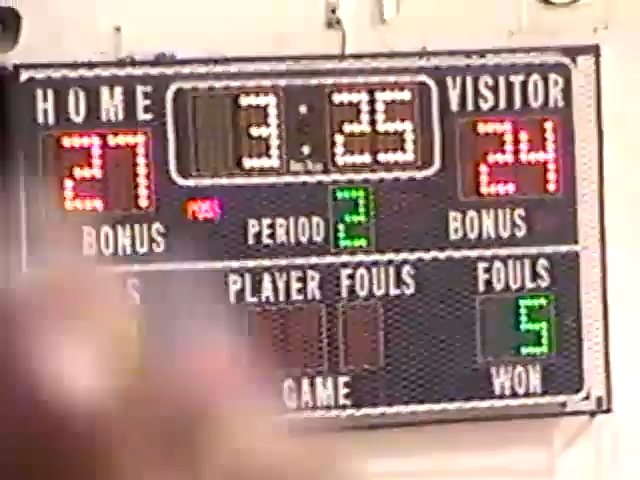 HOME 3:25 VISITOR
27 24
POSS
BONUS PERIOD 2 BONUS
S PLAYER FOULS FOULS
5
GAME WON